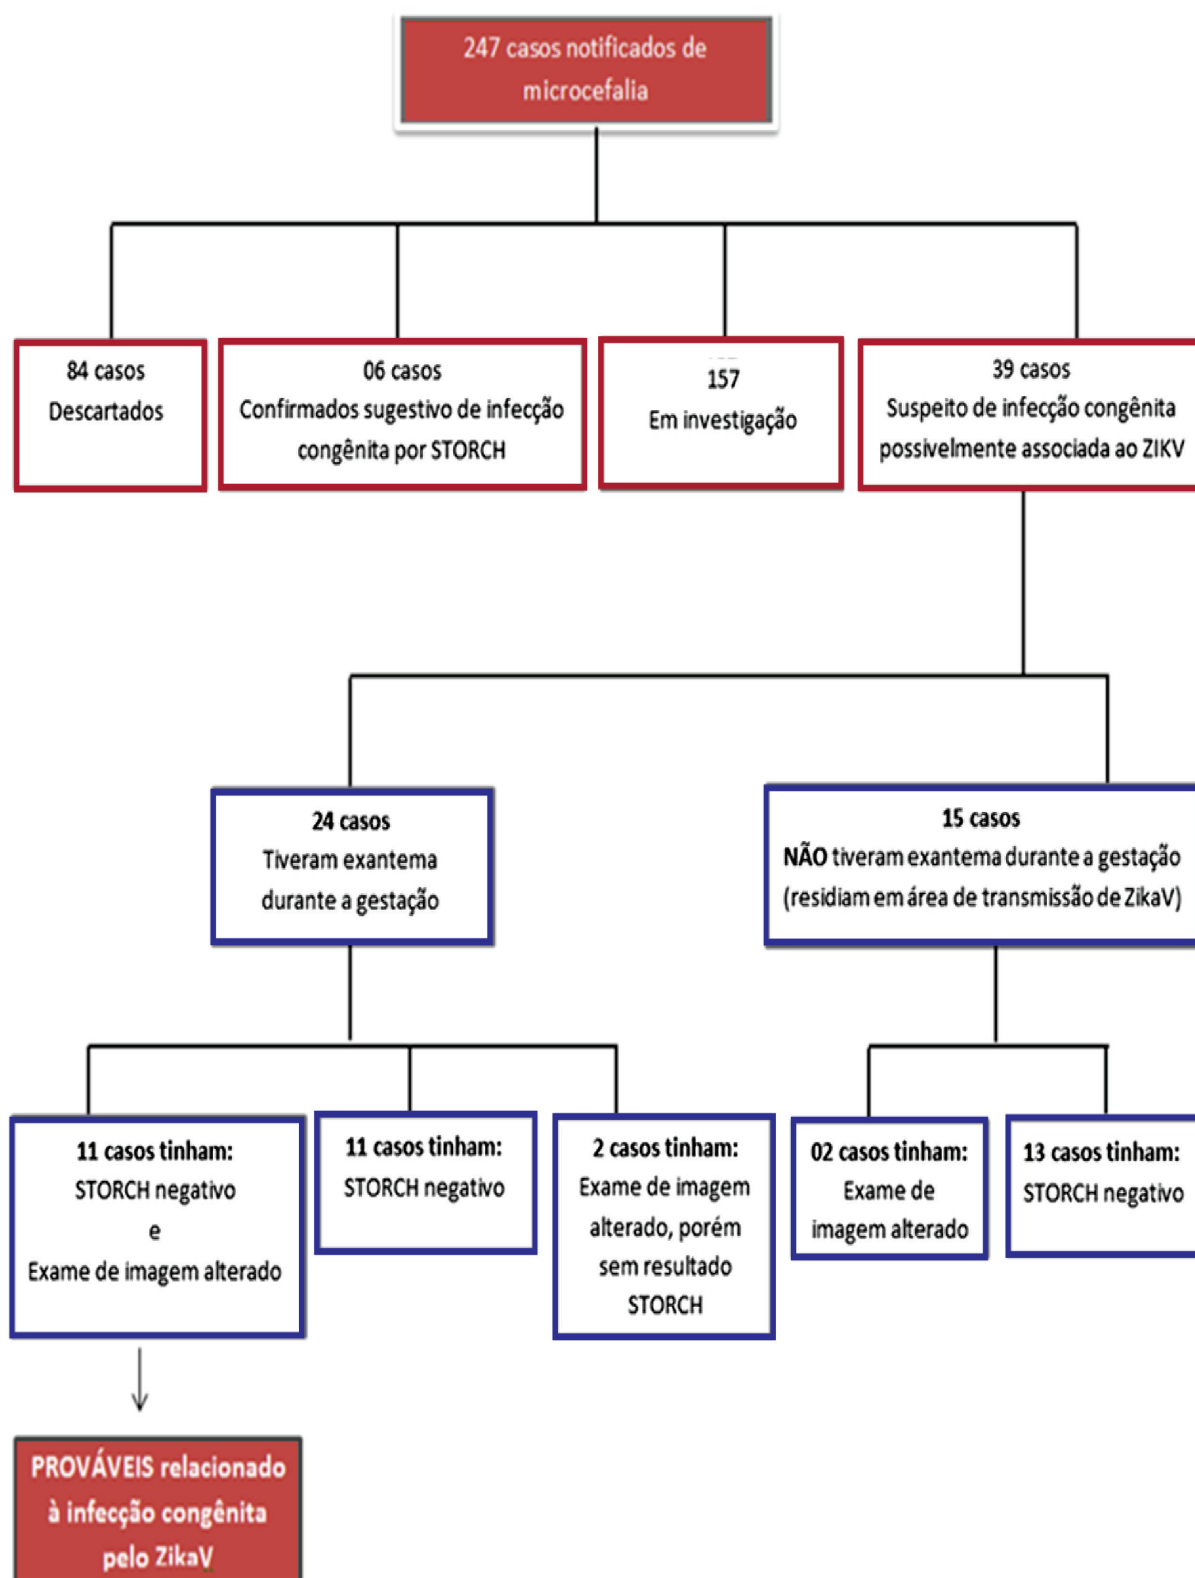 247 casos notificados de
microcefalia
84 casos
Descartados
06 casos
Confirmados sugestivo de infecção
congênita por STORCH
157
Em investigação
39 casos
Suspeito de infecção congênita
possivelmente associada ao ZIKV
24 casos
Tiveram exantema
durante a gestação
15 casos
NÃO tiveram exantema durante a gestação
(residiam em área de transmissão de ZikaV)
11 casos tinham:
STORCH negativo
e
Exame de imagem alterado
11 casos tinham:
STORCH negativo
2 casos tinham:
Exame de imagem
alterado, porém
sem resultado
STORCH
02 casos tinham:
Exame de
imagem alterado
13 casos tinham:
STORCH negativo
PROVÁVEIS relacionado
à infecção congênita
pelo ZikaV